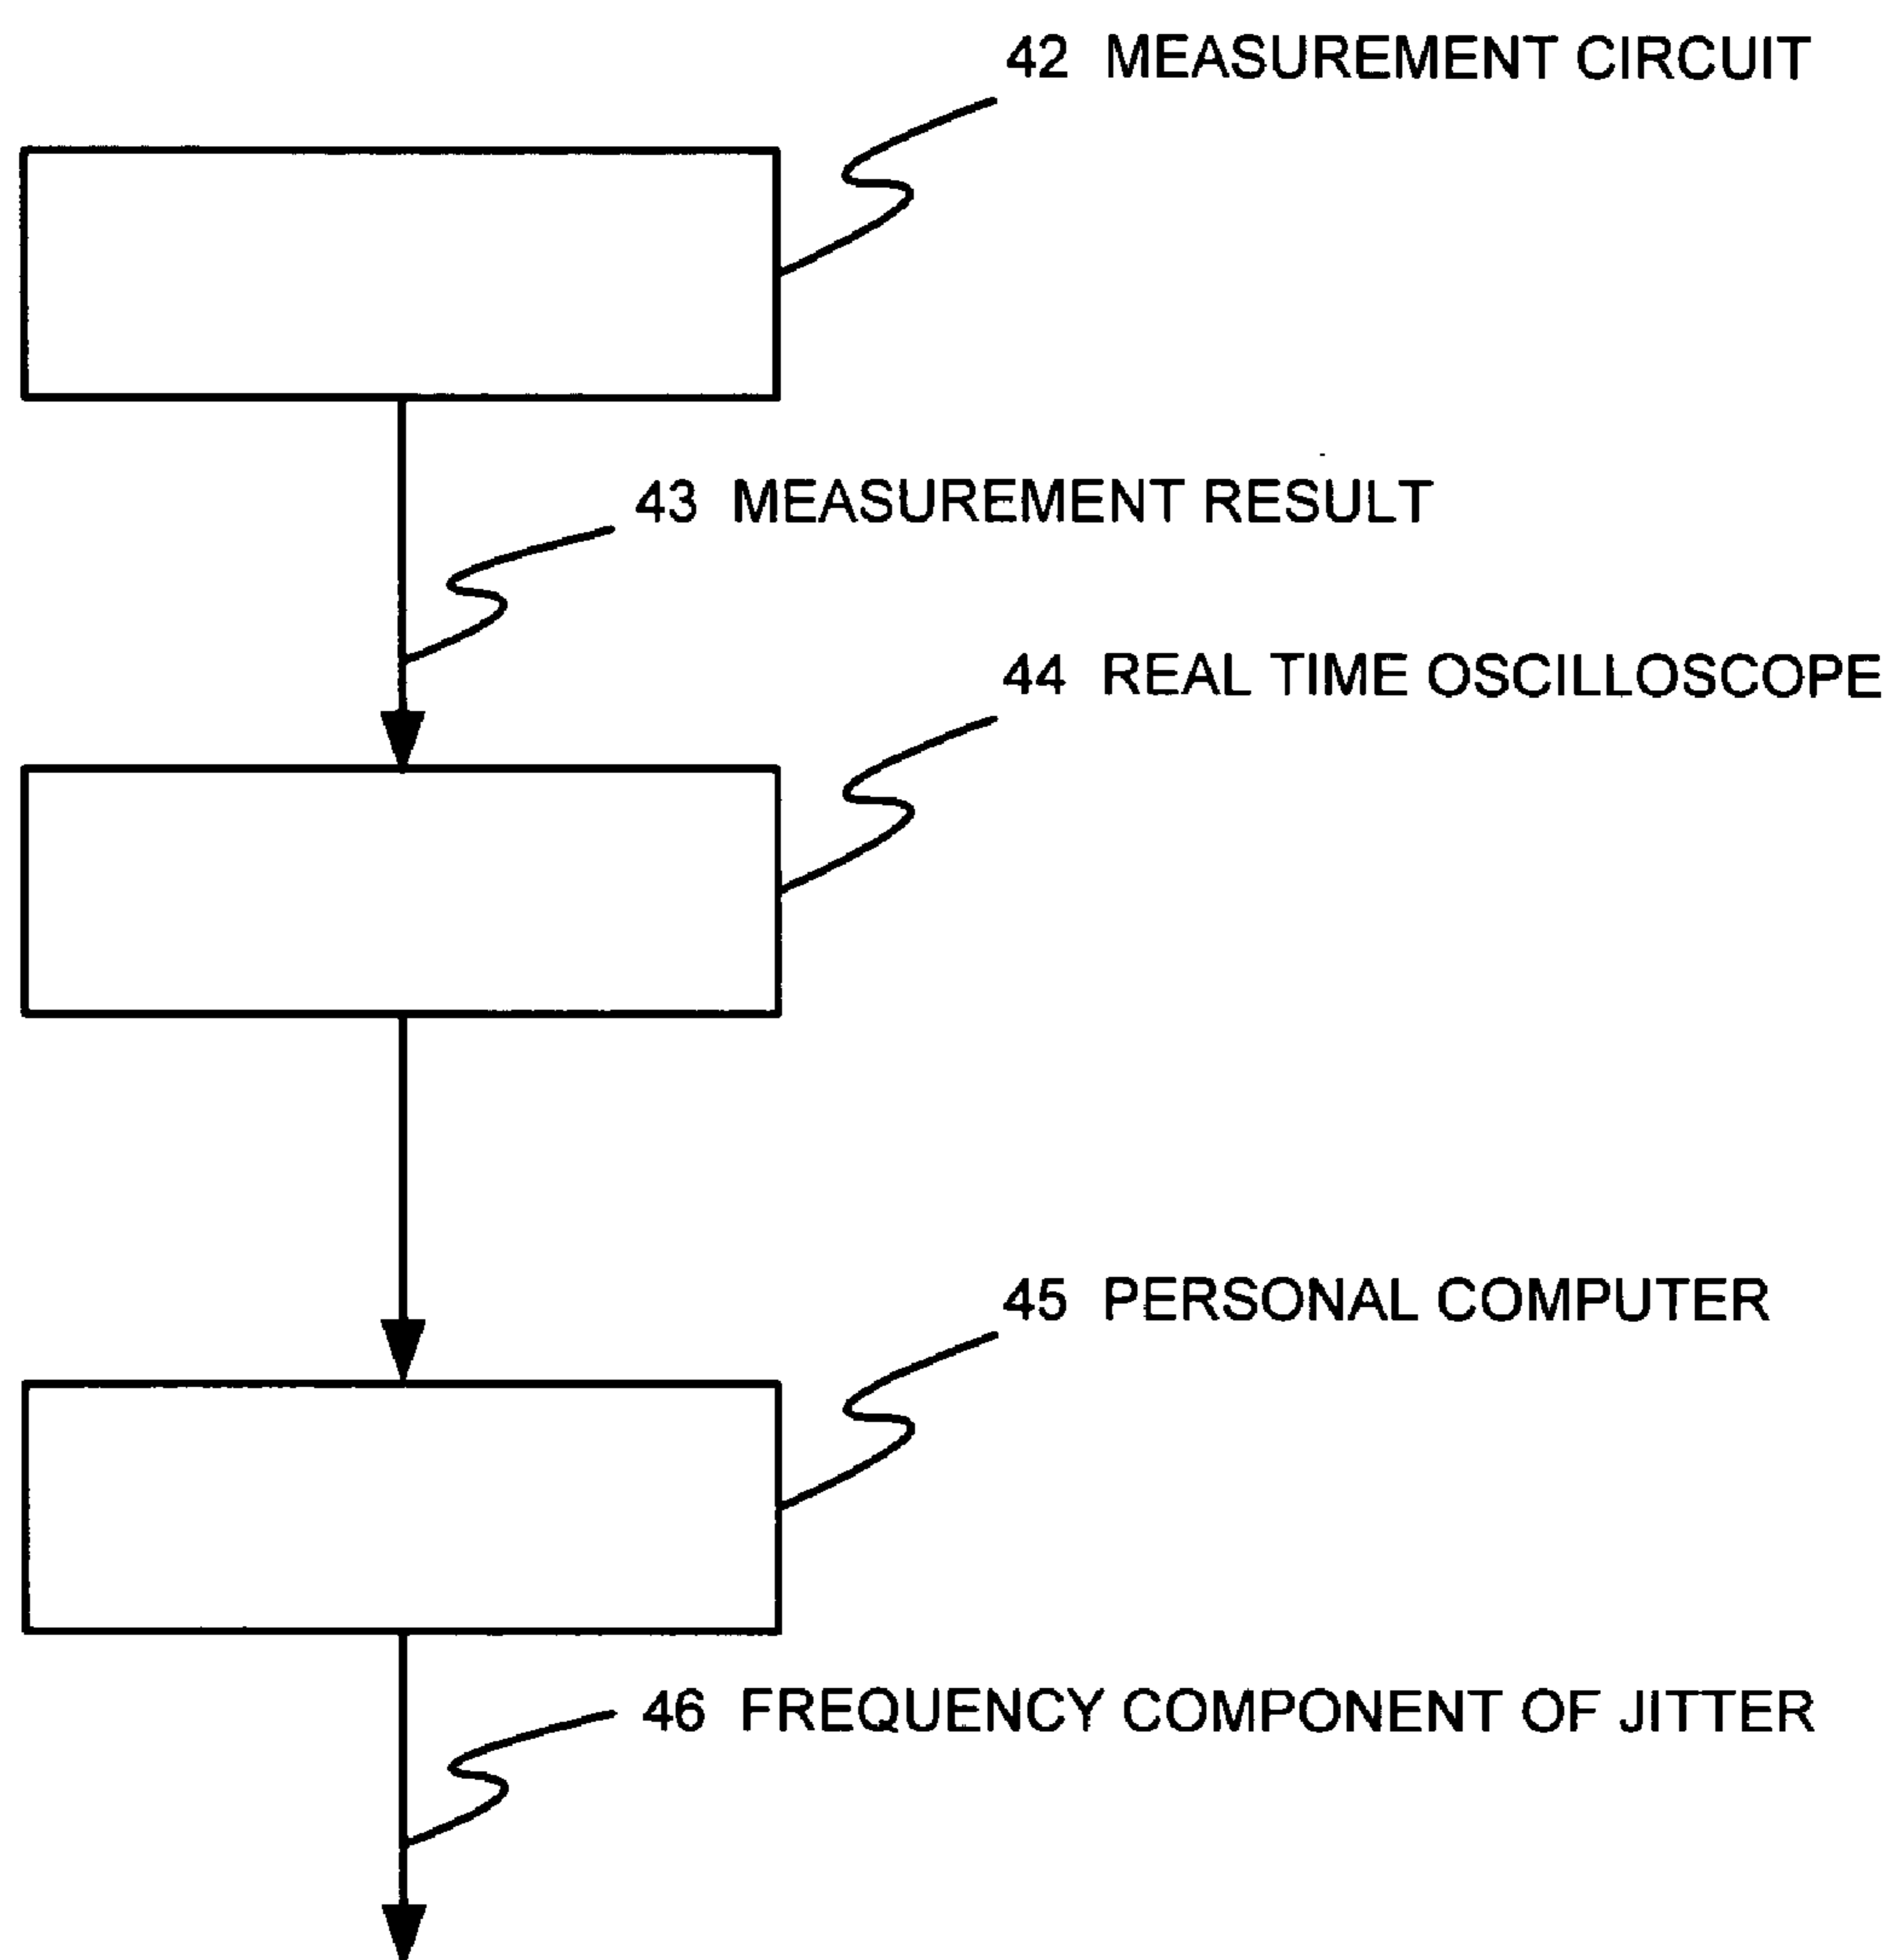 42 MEASUREMENT CIRCUIT
43 MEASUREMENT RESULT
44 REAL TIME OSCILLOSCOPE
45 PERSONAL COMPUTER
46 FREQUENCY COMPONENT OF JITTER